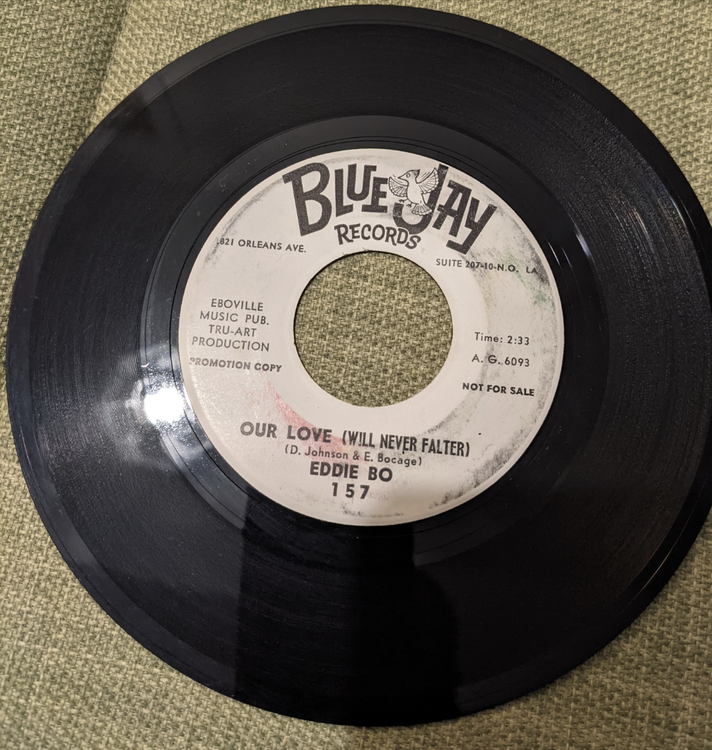 BLUE JAY
RECORDS
821 ORLEANS AVE.
SUITE 207-10-N.O. LA
EBOVILLE
MUSIC PUB.
TRU-ART
PRODUCTION
PROMOTION COPY
Time: 2:33
A. G. 6093
NOT FOR SALE
OUR LOVE (WILL NEVER FALTER)
(D. Johnson & E. Bocage)
EDDIE BO
157